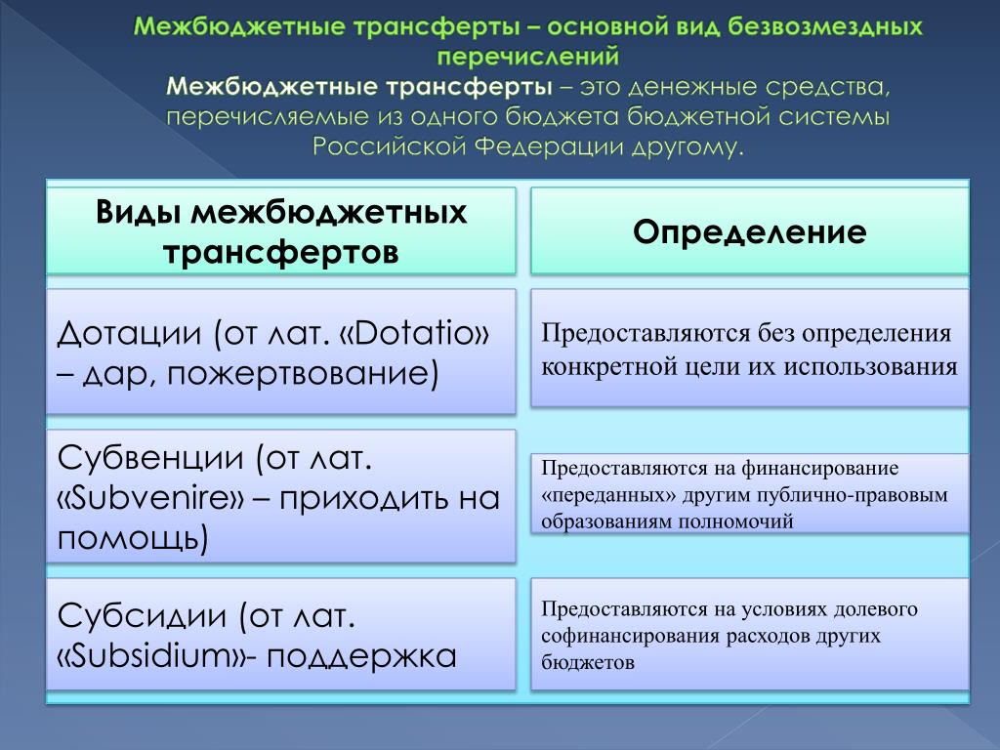 Межбюджетные трансферты – основной вид безвозмездных
перечислений
Межбюджетные трансферты – это денежные средства,
перечисляемые из одного бюджета бюджетной системы
Российской Федерации другому.
Виды межбюджетных
трансфертов
Определение
Дотации (от лат. «Dotatio»
– дар, пожертвование)
Предоставляются без определения
конкретной цели их использования
Субвенции (от лат.
«Subvenire» – приходить на
помощь)
Предоставляются на финансирование
«переданных» другим публично-правовым
образованиям полномочий
Субсидии (от лат.
«Subsidium»- поддержка
Предоставляются на условиях долевого
софинансирования расходов других
бюджетов